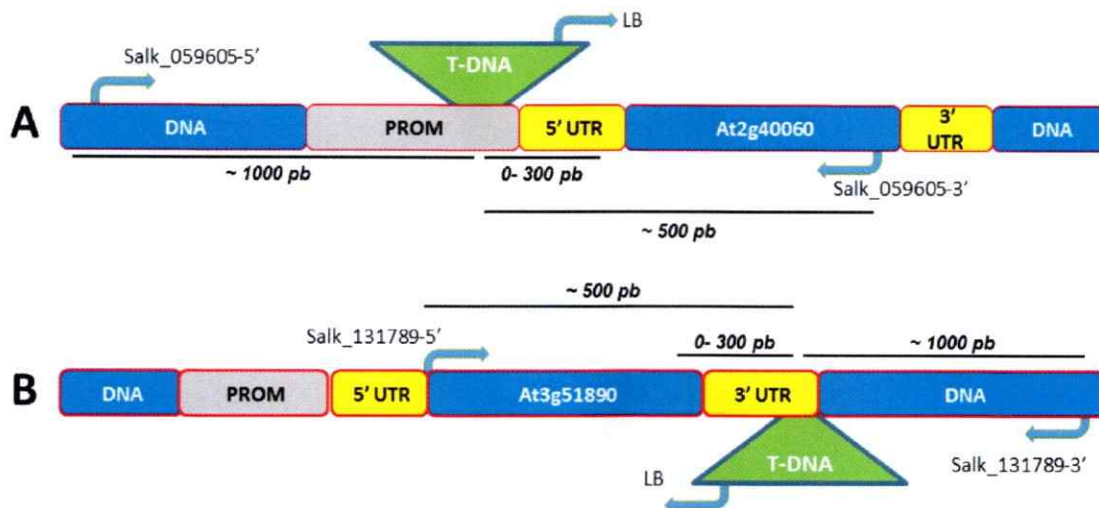 LB
Salk_059605-5'
T-DNA
A
DNA
PROM
5' UTR
At2g40060
3'
UTR
DNA
~ 1000 pb
0- 300 pb
Salk_059605-3'
~ 500 pb
~ 500 pb
Salk_131789-5'
0- 300 pb
~ 1000 pb
B
DNA
PROM
5' UTR
At3g51890
3' UTR
DNA
T-DNA
LB
Salk_131789-3'